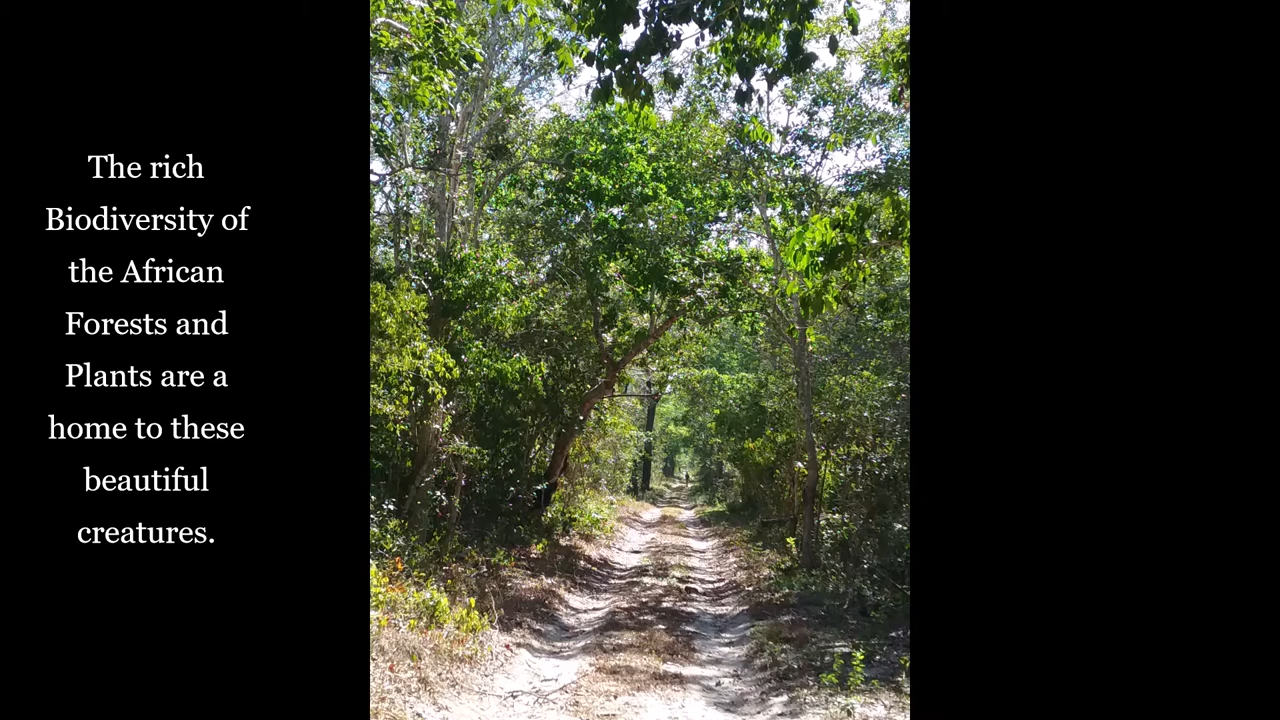 The rich
Biodiversity of
the African
Forests and
Plants are a
home to these
beautiful
creatures.